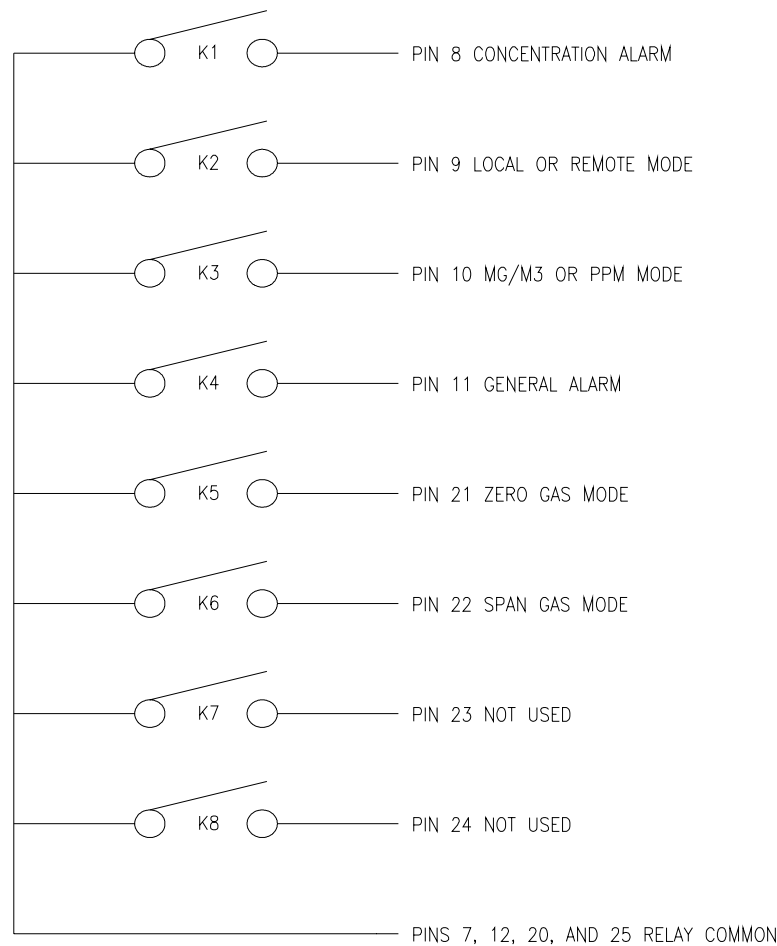 K1 PIN 8 CONCENTRATION ALARM
K2 PIN 9 LOCAL OR REMOTE MODE
K3 PIN 10 MG/M3 OR PPM MODE
K4 PIN 11 GENERAL ALARM
K5 PIN 21 ZERO GAS MODE
K6 PIN 22 SPAN GAS MODE
K7 PIN 23 NOT USED
K8 PIN 24 NOT USED
PINS 7, 12, 20, AND 25 RELAY COMMON